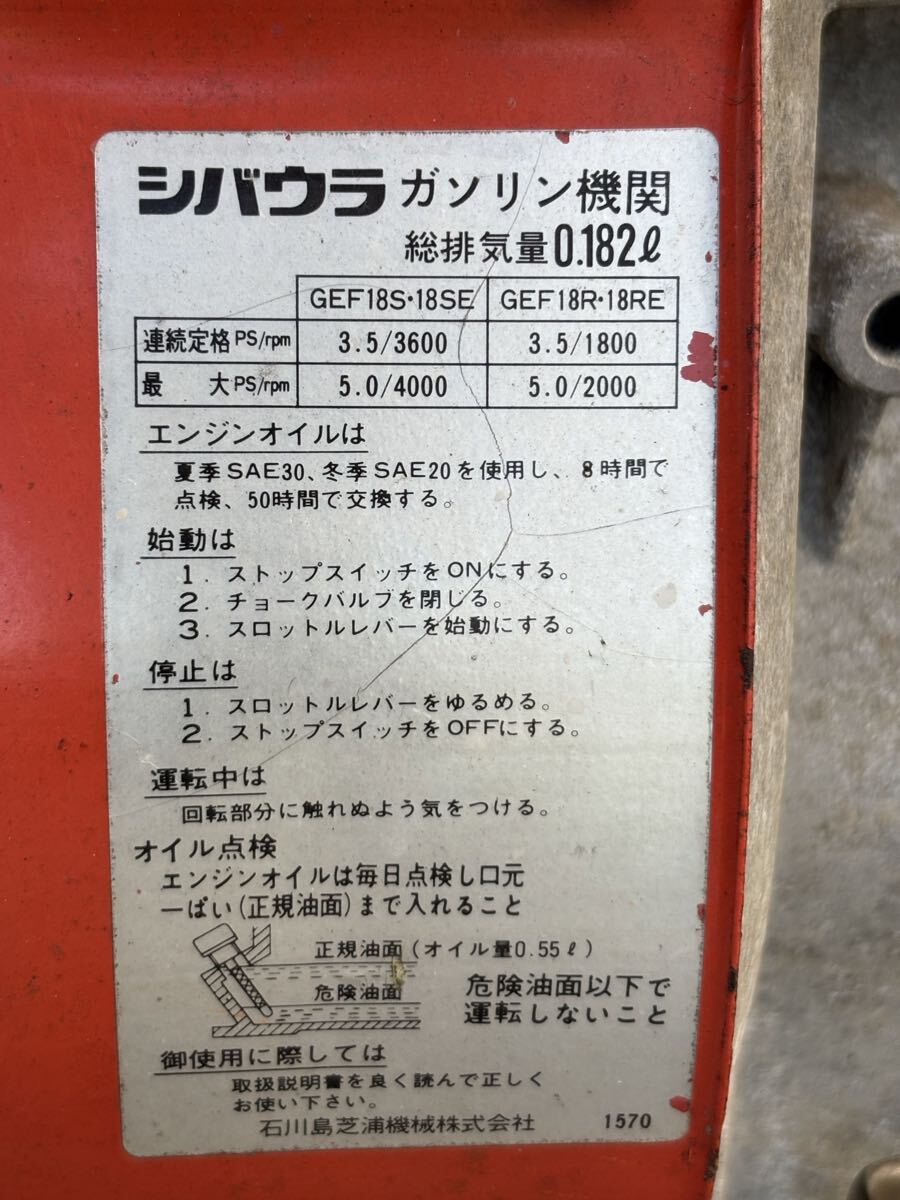 シバウラ ガソリン機関
総排気量0.182ℓ
GEF18S・18SE GEF18R・18RE
連続定格 PS/rpm 3.5/3600 3.5/1800
最 大 PS/rpm 5.0/4000 5.0/2000
エンジンオイルは
夏季SAE30、冬季SAE20を使用し、8時間で
点検、50時間で交換する。
始動は
1. ストップスイッチをONにする。
2. チョークバルブを閉じる。
3. スロットルレバーを始動にする。
停止は
1. スロットルレバーをゆるめる。
2. ストップスイッチをOFFにする。
運転中は
回転部分に触れぬよう気をつける。
オイル点検
エンジンオイルは毎日点検し口元
一ぱい(正規油面)まで入れること
正規油面(オイル量0.55ℓ)
危険油面
危険油面以下で
運転しないこと
御使用に際しては
取扱説明書を良く読んで正しく
お使い下さい。
石川島芝浦機械株式会社 1570